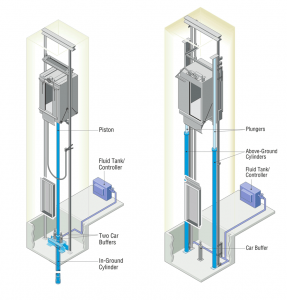 Piston
Fluid Tank/
Controller
Two Car
Buffers
In-Ground
Cylinder
Plungers
Above-Ground
Cylinders
Fluid Tank/
Controller
Car Buffer